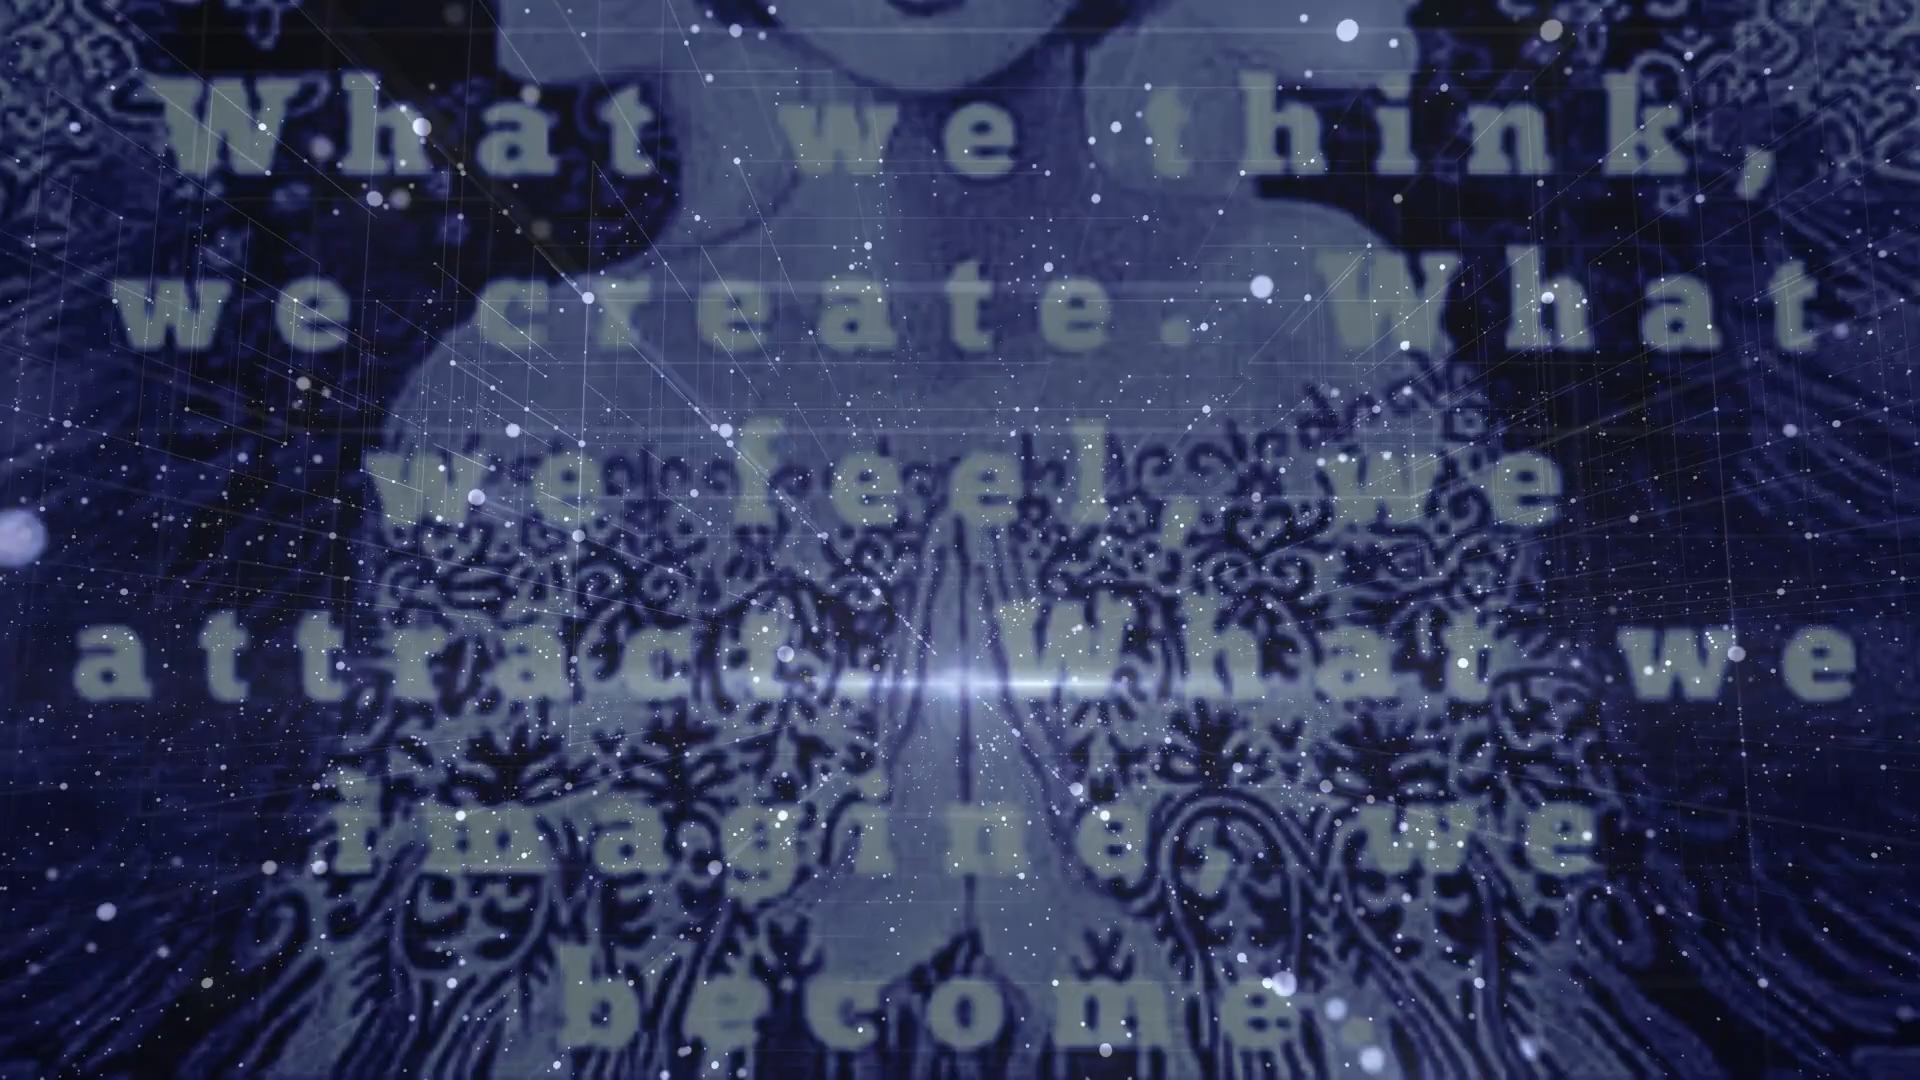 What we think,
we create. What
we feel, we
attract. What we
imagine, we
become.